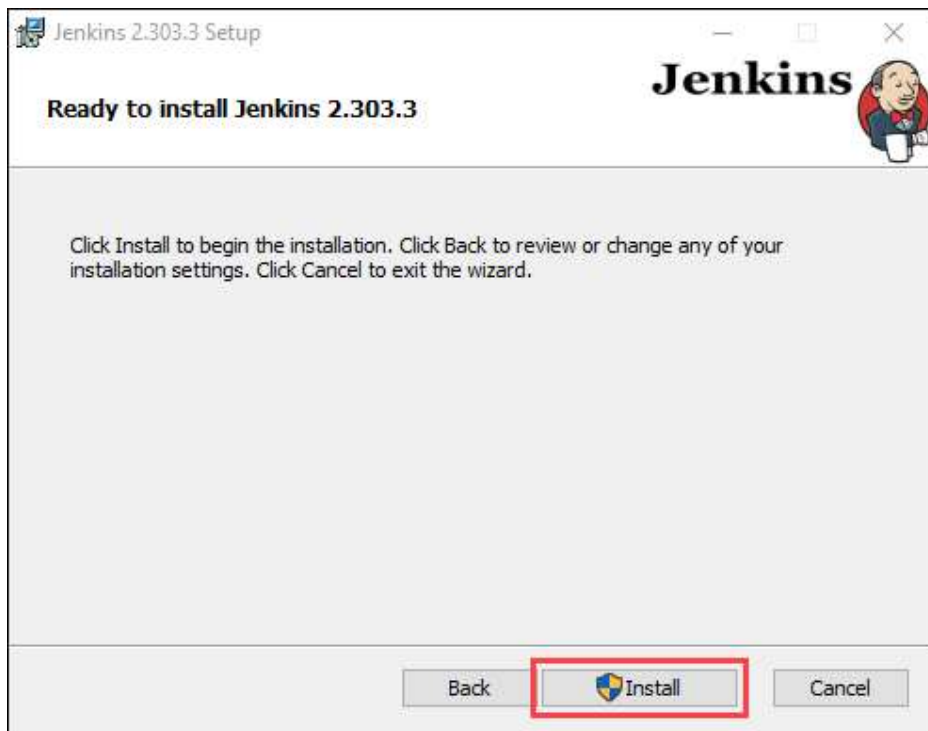 Jenkins 2.303.3 Setup
Jenkins
Ready to install Jenkins 2.303.3
Click Install to begin the installation. Click Back to review or change any of your
installation settings. Click Cancel to exit the wizard.
Back
Install
Cancel